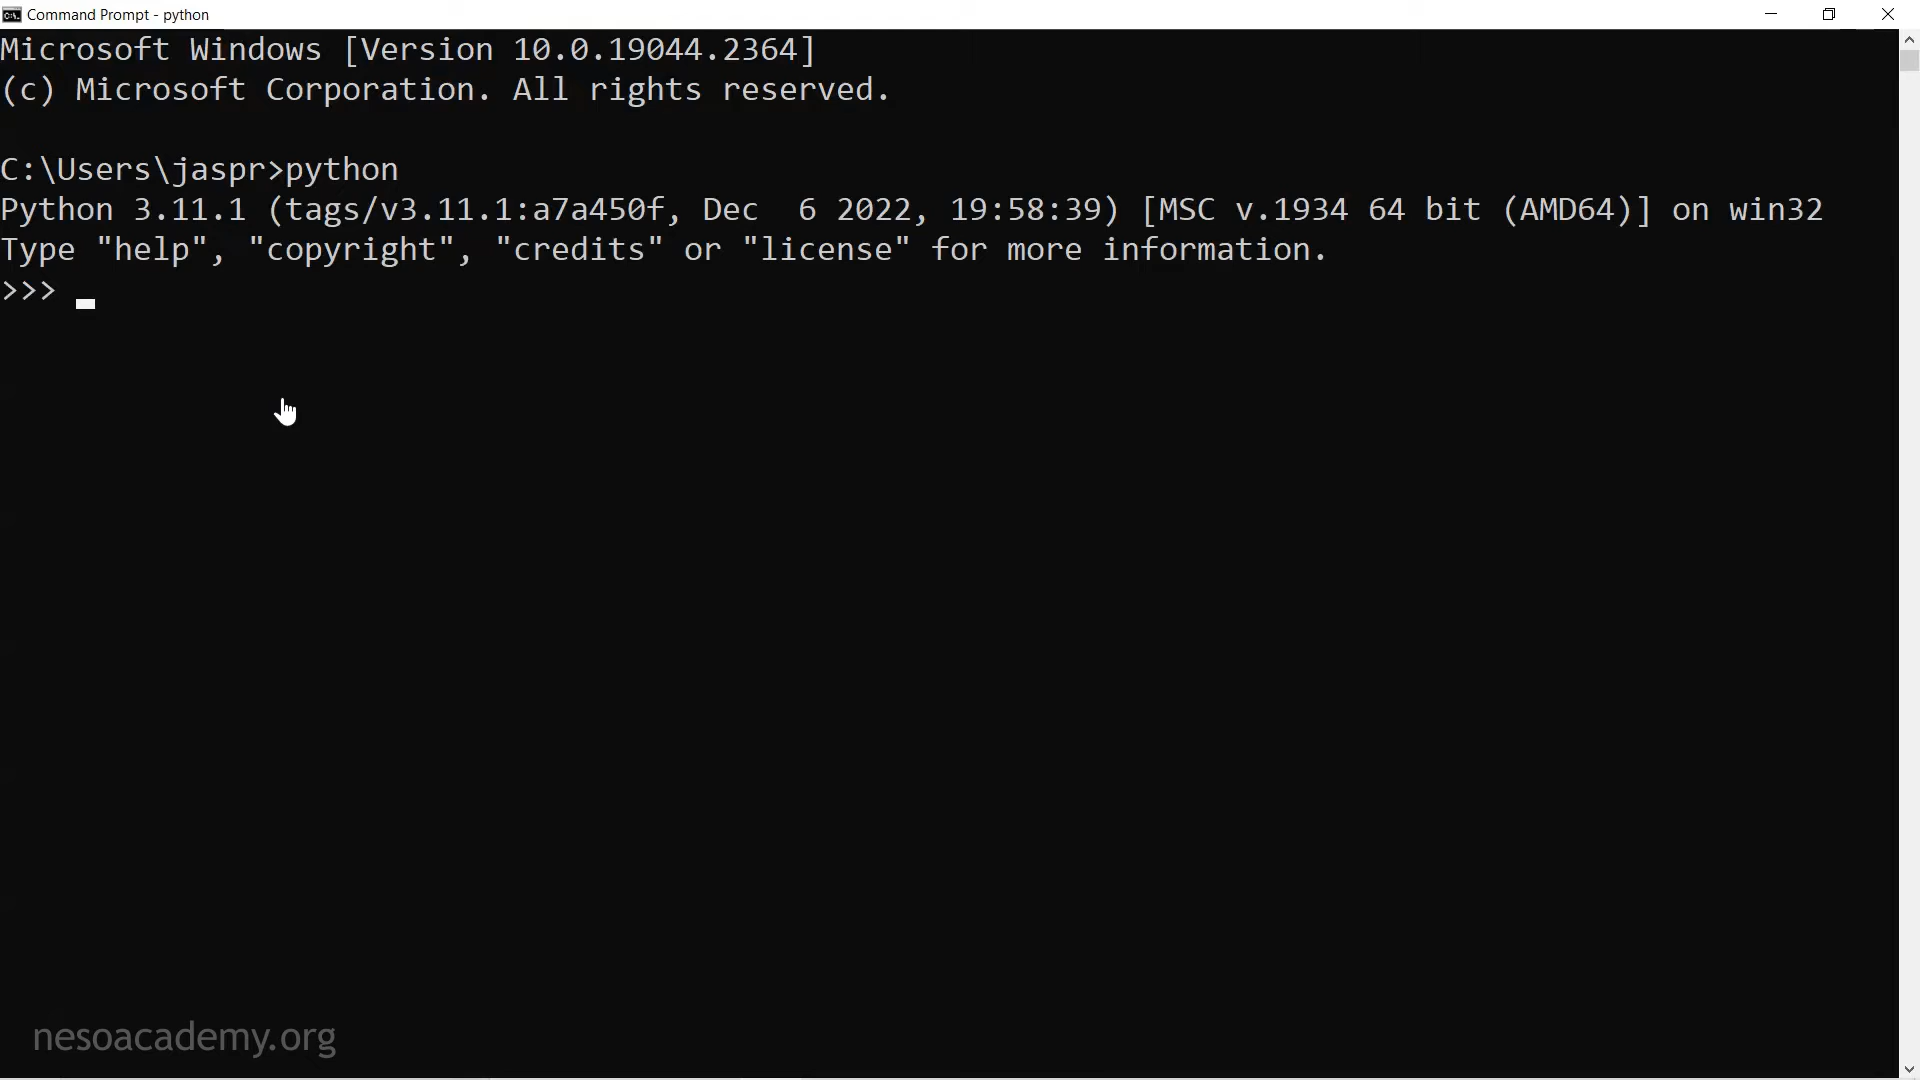 Command Prompt - python
Microsoft Windows [Version 10.0.19044.2364]
(c) Microsoft Corporation. All rights reserved.
C:\Users\jaspr>python
Python 3.11.1 (tags/v3.11.1:a7a450f, Dec  6 2022, 19:58:39) [MSC v.1934 64 bit (AMD64)] on win32
Type "help", "copyright", "credits" or "license" for more information.
>>>
nesoacademy.org